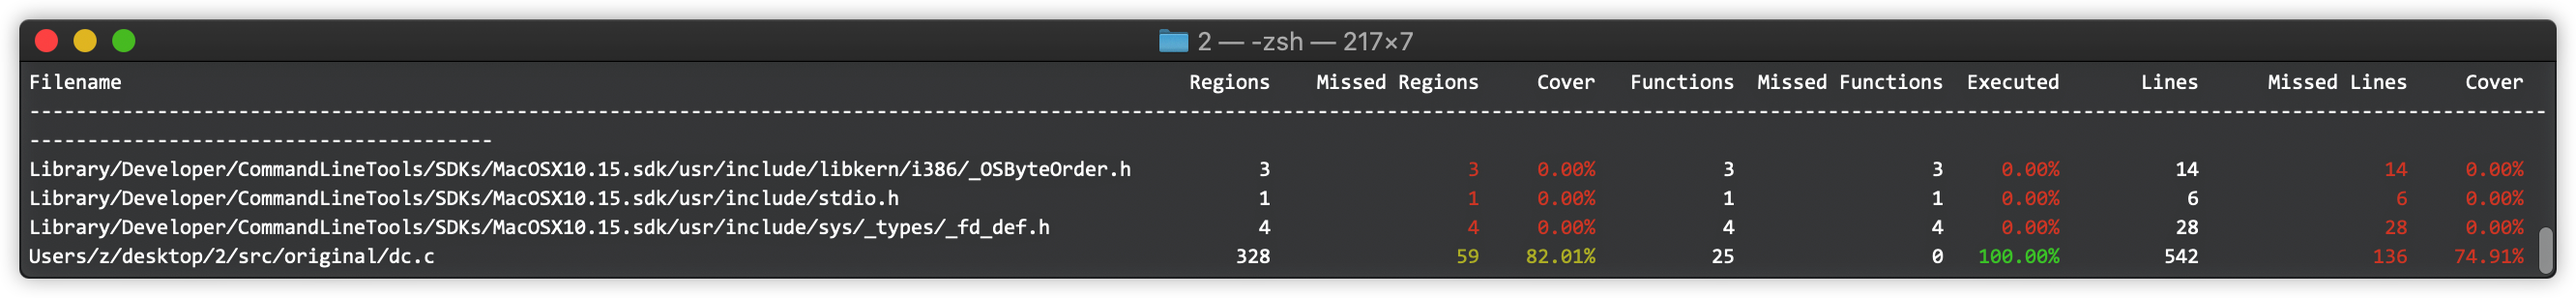 2 — -zsh — 217×7
Filename Regions Missed Regions Cover Functions Missed Functions Executed Lines Missed Lines Cover
--------------------------------------------------------------------------------------------------------------------------------------------------------------------------------------------------------------------------
----------------------------------------
Library/Developer/CommandLineTools/SDKs/MacOSX10.15.sdk/usr/include/libkern/i386/_OSByteOrder.h 3 3 0.00% 3 3 0.00% 14 14 0.00%
Library/Developer/CommandLineTools/SDKs/MacOSX10.15.sdk/usr/include/stdio.h 1 1 0.00% 1 1 0.00% 6 6 0.00%
Library/Developer/CommandLineTools/SDKs/MacOSX10.15.sdk/usr/include/sys/_types/_fd_def.h 4 4 0.00% 4 4 0.00% 28 28 0.00%
Users/z/desktop/2/src/original/dc.c 328 59 82.01% 25 0 100.00% 542 136 74.91%